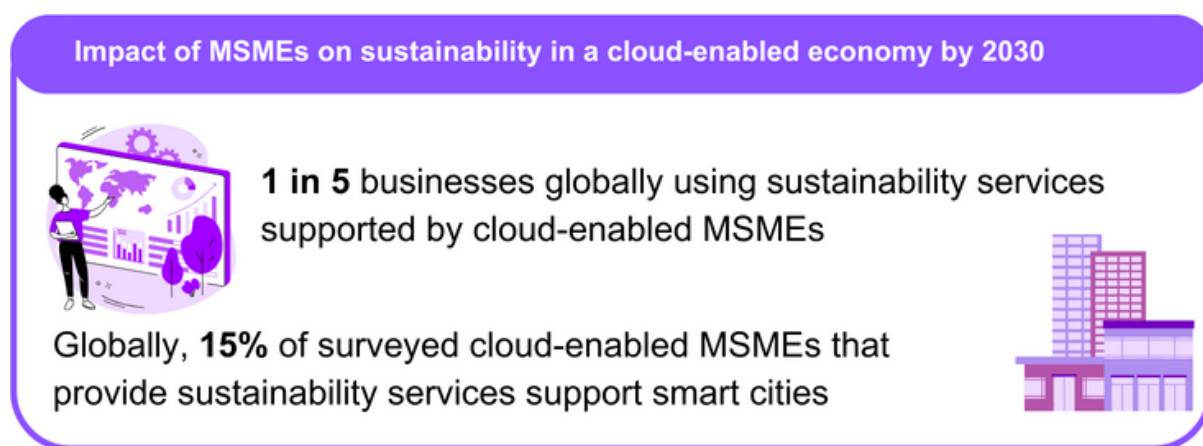 Impact of MSMEs on sustainability in a cloud-enabled economy by 2030
1 in 5 businesses globally using sustainability services
supported by cloud-enabled MSMEs
Globally, 15% of surveyed cloud-enabled MSMEs that
provide sustainability services support smart cities